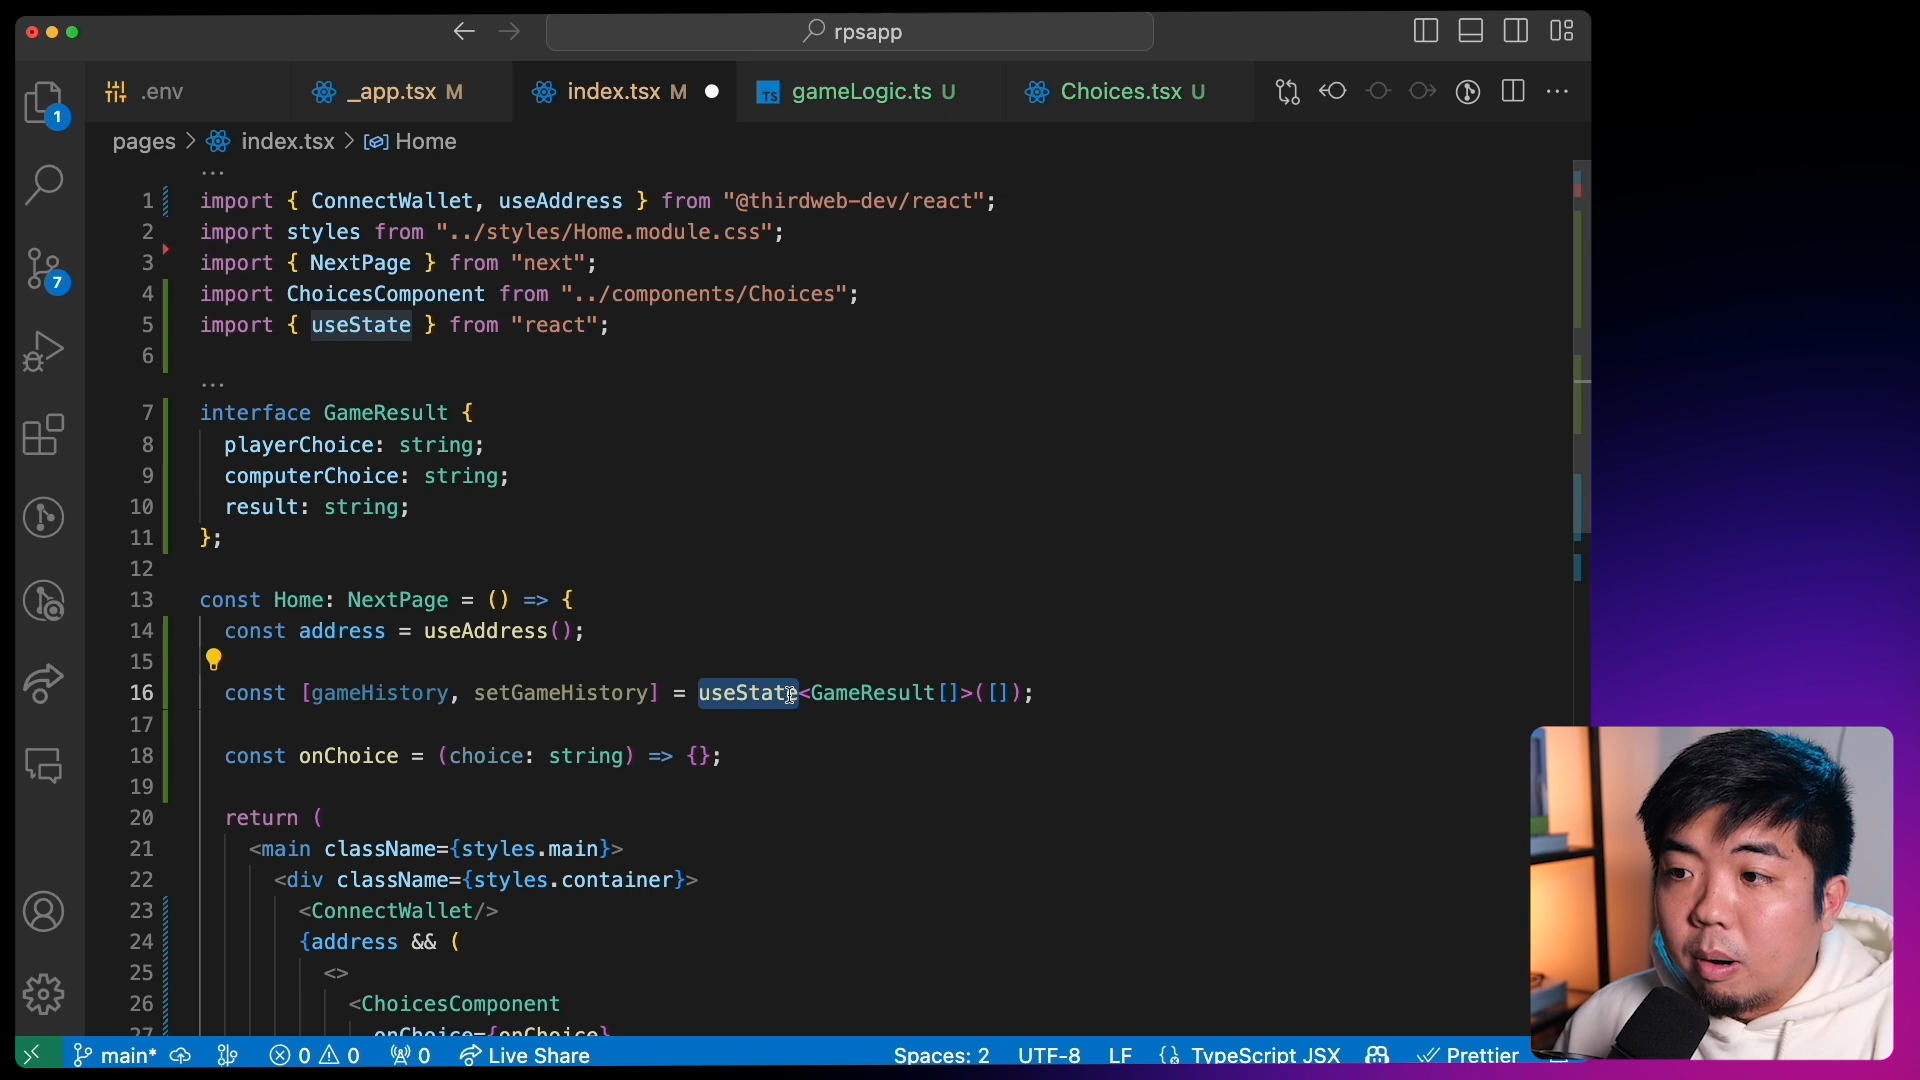 rpsapp
.env
_app.tsx M
index.tsx M
TS gameLogic.ts U
Choices.tsx U
1
pages > index.tsx > Home
...
1 import { ConnectWallet, useAddress } from "@thirdweb-dev/react";
2 import styles from "../styles/Home.module.css";
3 import { NextPage } from "next";
4 import ChoicesComponent from "../components/Choices";
5 import { useState } from "react";
6
7
...
7 interface GameResult {
8 playerChoice: string;
9 computerChoice: string;
10 result: string;
11 };
12
13 const Home: NextPage = () => {
14 const address = useAddress();
15
16 const [gameHistory, setGameHistory] = useState<GameResult[]>([]);
17
18 const onChoice = (choice: string) => {};
19
20 return (
21 <main className={styles.main}>
22 <div className={styles.container}>
23 <ConnectWallet/>
24 {address && (
25 <>
26 <ChoicesComponent
27 onChoice={onChoice}
main* 0 0 0 Live Share Spaces: 2 UTF-8 LF {} TypeScript JSX Prettier